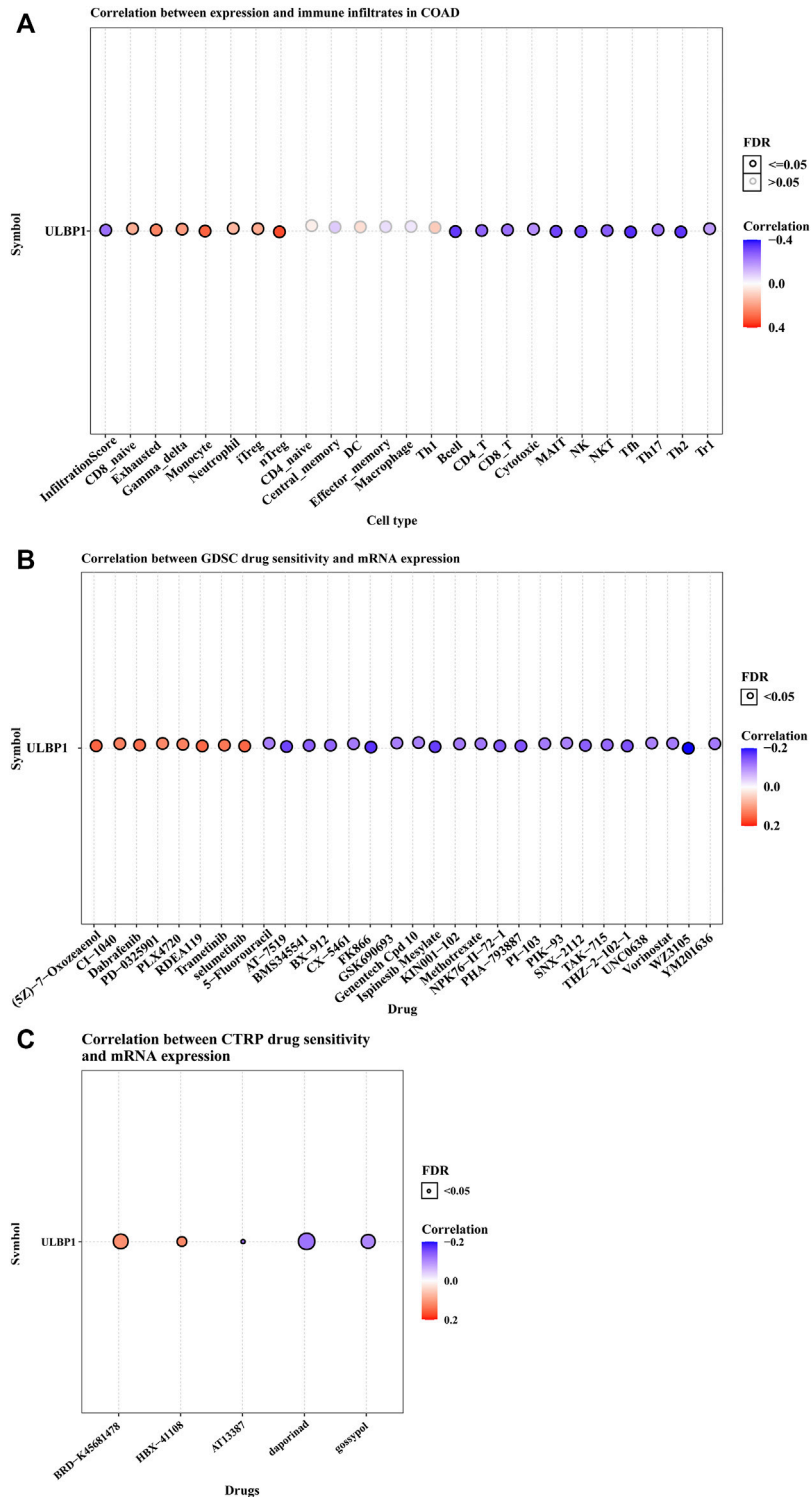 A
Correlation between expression and immune infiltrates in COAD
Symbol
ULBP1
InfiltrationScore
CD8_naive
Exhausted
Gamma_delta
Monocyte
Neutrophil
iTreg
nTreg
CD4_naive
Central_memory
DC
Effector_memory
Macrophage
Th1
Bcell
CD4_T
CD8_T
Cytotoxic
MAIT
NK
NKT
Tfh
Th17
Th2
Tr1
Cell type
FDR
<=0.05
>0.05
Correlation
−0.4
0.0
0.4
B
Correlation between GDSC drug sensitivity and mRNA expression
Symbol
ULBP1
(5Z)−7−Oxozeaenol
CI−1040
Dabrafenib
PD−0325901
PLX4720
RDEA119
Trametinib
selumetinib
5−Fluorouracil
AT−7519
BMS345541
BX−912
CX−5461
FK866
GSK690693
Genentech Cpd 10
Ispinesib Mesylate
KIN001−102
Methotrexate
NPK76−II−72−1
PHA−793887
PI−103
PIK−93
SNX−2112
TAK−715
THZ−2−102−1
UNC0638
Vorinostat
WZ3105
YM201636
Drug
FDR
<0.05
Correlation
−0.2
0.0
0.2
C
Correlation between CTRP drug sensitivity
and mRNA expression
Symbol
ULBP1
BRD−K45681478
HBX−41108
AT13387
daporinad
gossypol
Drugs
FDR
<0.05
Correlation
−0.2
0.0
0.2